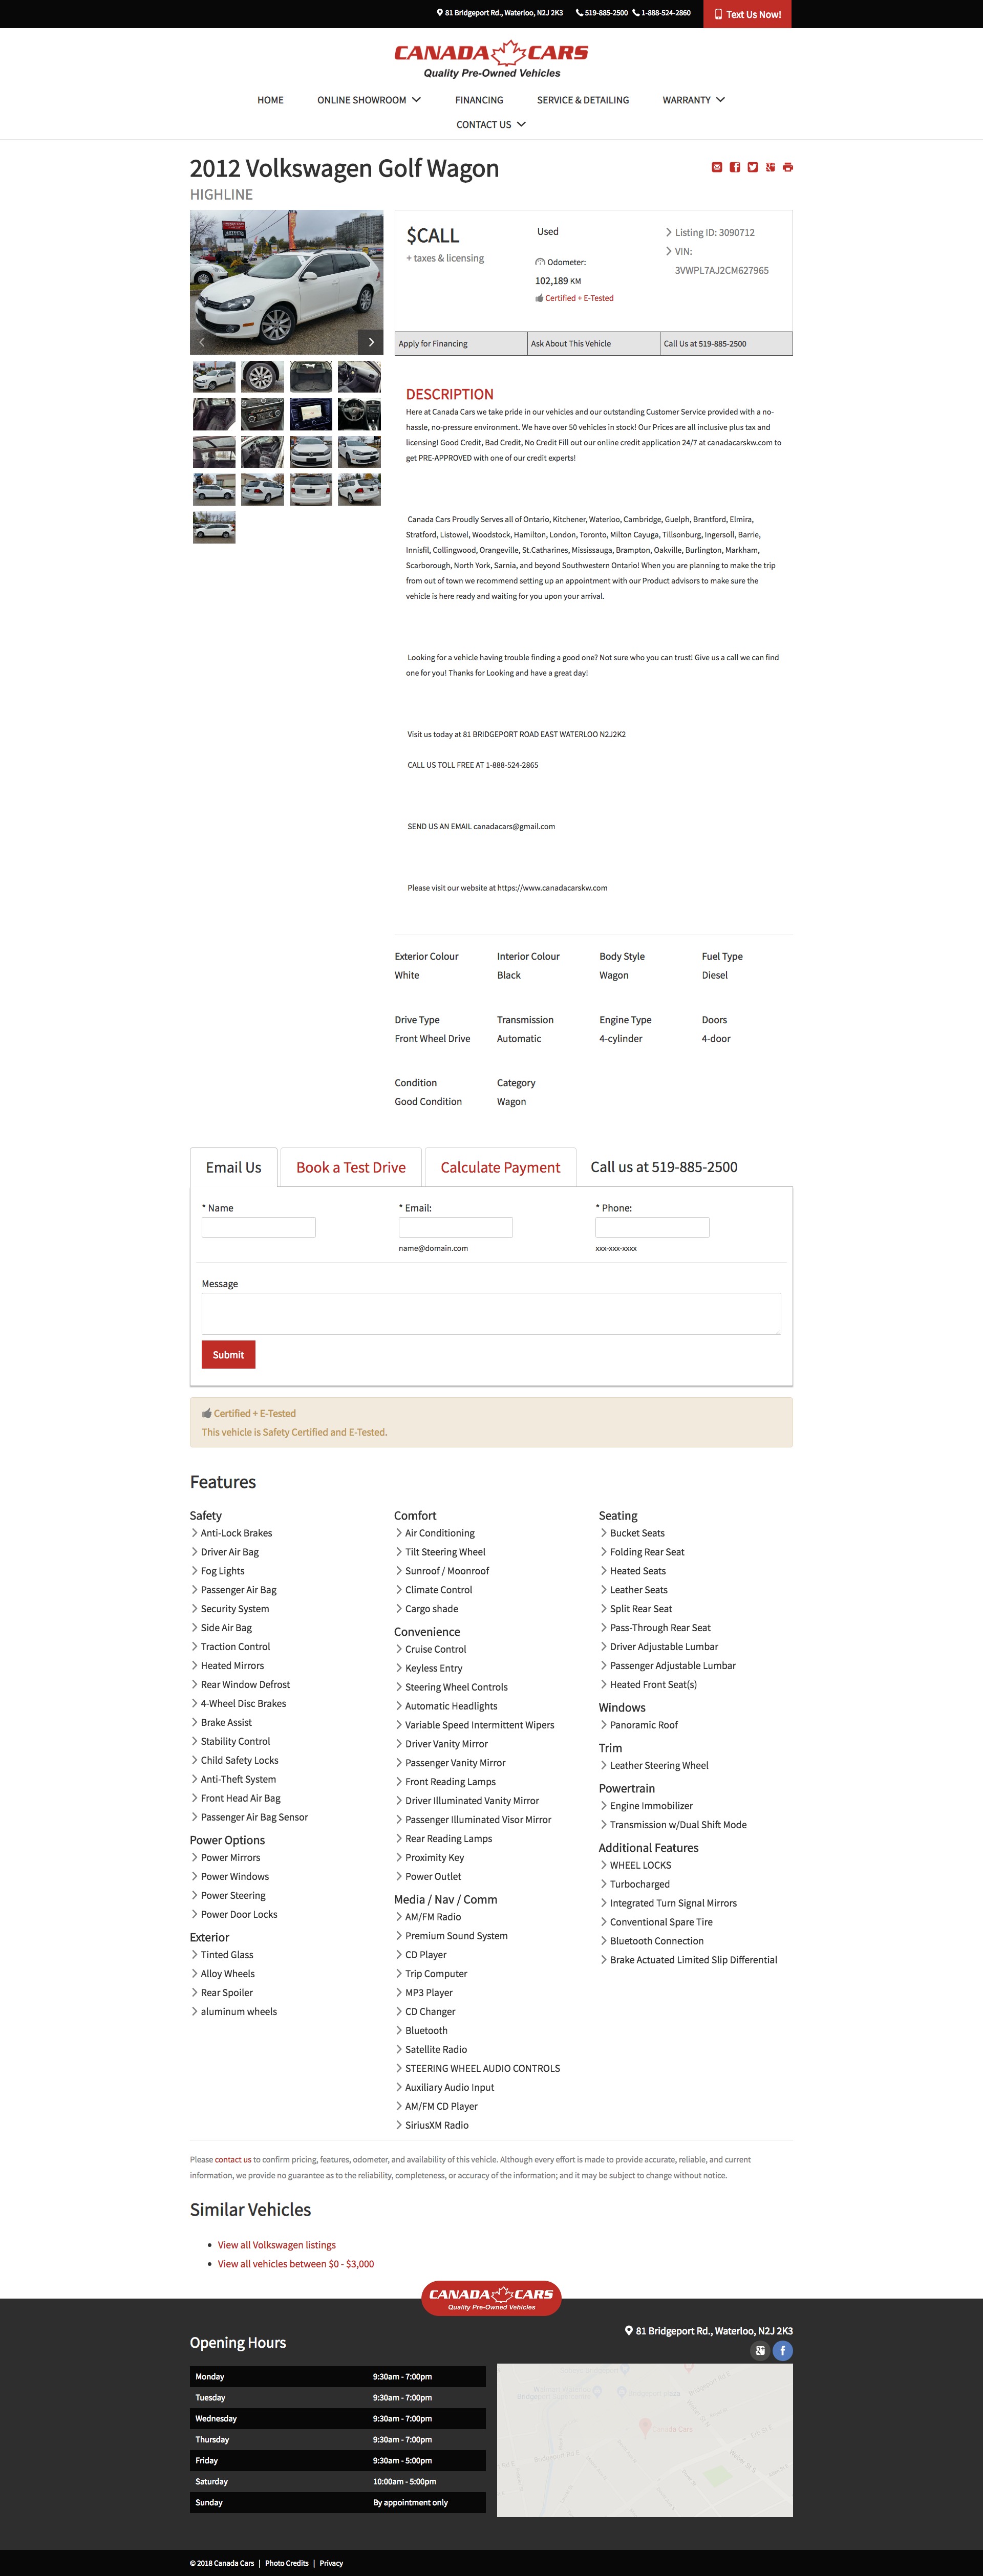 81 Bridgeport Rd., Waterloo, N2J 2K3 519-885-2500 1-888-524-2860 Text Us Now!
CANADA CARS
Quality Pre-Owned Vehicles
HOME ONLINE SHOWROOM FINANCING SERVICE & DETAILING WARRANTY
CONTACT US
2012 Volkswagen Golf Wagon
HIGHLINE
$CALL
+ taxes & licensing
Used
Odometer:
102,189 KM
Certified + E-Tested
Listing ID: 3090712
VIN:
3VWPL7AJ2CM627965
Apply for Financing Ask About This Vehicle Call Us at 519-885-2500
DESCRIPTION
Here at Canada Cars we take pride in our vehicles and our outstanding Customer Service provided with a no-
hassle, no-pressure environment. We have over 50 vehicles in stock! Our Prices are all inclusive plus tax and
licensing! Good Credit, Bad Credit, No Credit Fill out our online credit application 24/7 at canadacarskw.com to
get PRE-APPROVED with one of our credit experts!
Canada Cars Proudly Serves all of Ontario, Kitchener, Waterloo, Cambridge, Guelph, Brantford, Elmira,
Stratford, Listowel, Woodstock, Hamilton, London, Toronto, Milton Cayuga, Tillsonburg, Ingersoll, Barrie,
Innisfil, Collingwood, Orangeville, St.Catharines, Mississauga, Brampton, Oakville, Burlington, Markham,
Scarborough, North York, Sarnia, and beyond Southwestern Ontario! When you are planning to make the trip
from out of town we recommend setting up an appointment with our Product advisors to make sure the
vehicle is here ready and waiting for you upon your arrival.
Looking for a vehicle having trouble finding a good one? Not sure who you can trust! Give us a call we can find
one for you! Thanks for Looking and have a great day!
Visit us today at 81 BRIDGEPORT ROAD EAST WATERLOO N2J2K2
CALL US TOLL FREE AT 1-888-524-2865
SEND US AN EMAIL canadacars@gmail.com
Please visit our website at https://www.canadacarskw.com
Exterior Colour Interior Colour Body Style Fuel Type
White Black Wagon Diesel
Drive Type Transmission Engine Type Doors
Front Wheel Drive Automatic 4-cylinder 4-door
Condition Category
Good Condition Wagon
Email Us Book a Test Drive Calculate Payment Call us at 519-885-2500
* Name * Email: * Phone:
name@domain.com xxx-xxx-xxxx
Message
Submit
Certified + E-Tested
This vehicle is Safety Certified and E-Tested.
Features
Safety
Anti-Lock Brakes
Driver Air Bag
Fog Lights
Passenger Air Bag
Security System
Side Air Bag
Traction Control
Heated Mirrors
Rear Window Defrost
4-Wheel Disc Brakes
Brake Assist
Stability Control
Child Safety Locks
Anti-Theft System
Front Head Air Bag
Passenger Air Bag Sensor
Power Options
Power Mirrors
Power Windows
Power Steering
Power Door Locks
Exterior
Tinted Glass
Alloy Wheels
Rear Spoiler
aluminum wheels
Comfort
Air Conditioning
Tilt Steering Wheel
Sunroof / Moonroof
Climate Control
Cargo shade
Convenience
Cruise Control
Keyless Entry
Steering Wheel Controls
Automatic Headlights
Variable Speed Intermittent Wipers
Driver Vanity Mirror
Passenger Vanity Mirror
Front Reading Lamps
Driver Illuminated Vanity Mirror
Passenger Illuminated Visor Mirror
Rear Reading Lamps
Proximity Key
Power Outlet
Media / Nav / Comm
AM/FM Radio
Premium Sound System
CD Player
Trip Computer
MP3 Player
CD Changer
Bluetooth
Satellite Radio
STEERING WHEEL AUDIO CONTROLS
Auxiliary Audio Input
AM/FM CD Player
SiriusXM Radio
Seating
Bucket Seats
Folding Rear Seat
Heated Seats
Leather Seats
Split Rear Seat
Pass-Through Rear Seat
Driver Adjustable Lumbar
Passenger Adjustable Lumbar
Heated Front Seat(s)
Windows
Panoramic Roof
Trim
Leather Steering Wheel
Powertrain
Engine Immobilizer
Transmission w/Dual Shift Mode
Additional Features
WHEEL LOCKS
Turbocharged
Integrated Turn Signal Mirrors
Conventional Spare Tire
Bluetooth Connection
Brake Actuated Limited Slip Differential
Please contact us to confirm pricing, features, odometer, and availability of this vehicle. Although every effort is made to provide accurate, reliable, and current
information, we provide no guarantee as to the reliability, completeness, or accuracy of the information; and it may be subject to change without notice.
Similar Vehicles
View all Volkswagen listings
View all vehicles between $0 - $3,000
CANADA CARS
Quality Pre-Owned Vehicles
Opening Hours
Monday 9:30am - 7:00pm
Tuesday 9:30am - 7:00pm
Wednesday 9:30am - 7:00pm
Thursday 9:30am - 7:00pm
Friday 9:30am - 5:00pm
Saturday 10:00am - 5:00pm
Sunday By appointment only
81 Bridgeport Rd., Waterloo, N2J 2K3
© 2018 Canada Cars | Photo Credits | Privacy